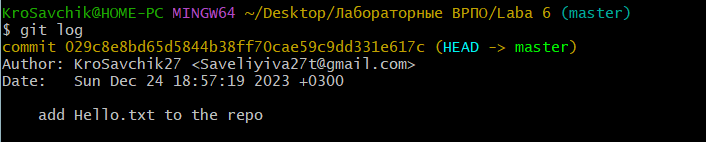 KroSavchik@HOME-PC MINGW64 ~/Desktop/Лабораторные ВРПО/Laba 6 (master)
$ git log
commit 029c8e8bd65d5844b38ff70cae59c9dd331e617c (HEAD -> master)
Author: KroSavchik27 <Saveliyiva27t@gmail.com>
Date:   Sun Dec 24 18:57:19 2023 +0300
    add Hello.txt to the repo